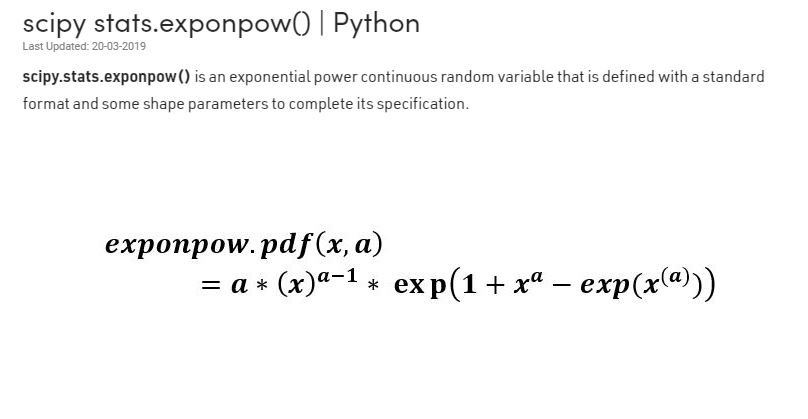 scipy stats.exponpow() | Python
Last Updated: 20-03-2019
scipy.stats.exponpow() is an exponential power continuous random variable that is defined with a standard
format and some shape parameters to complete its specification.
exponpow.pdf(x, a)
= a * (x)^{a−1} * exp(1 + x^{a} − exp(x^{(a)}))